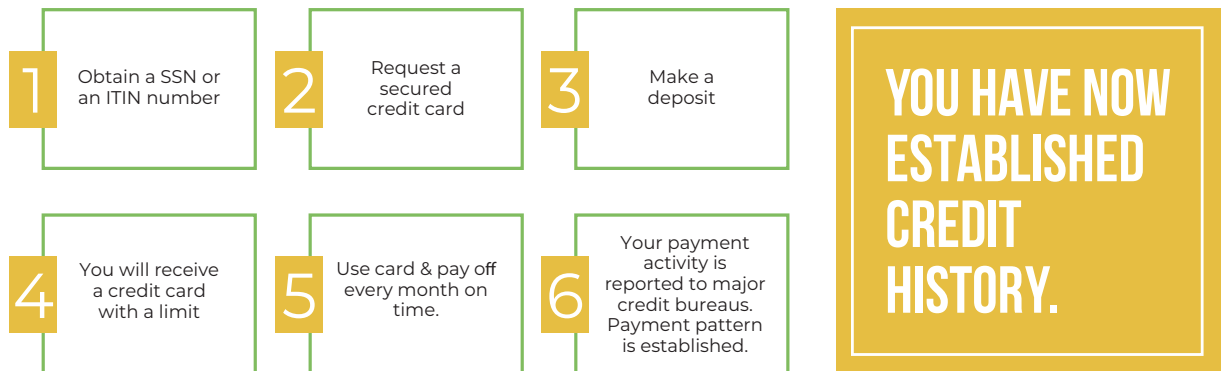 1
Obtain a SSN or
an ITIN number
2
Request a
secured
credit card
3
Make a
deposit
4
You will receive
a credit card
with a limit
5
Use card & pay off
every month on
time.
6
Your payment
activity is
reported to major
credit bureaus.
Payment pattern
is established.
YOU HAVE NOW
ESTABLISHED
CREDIT
HISTORY.